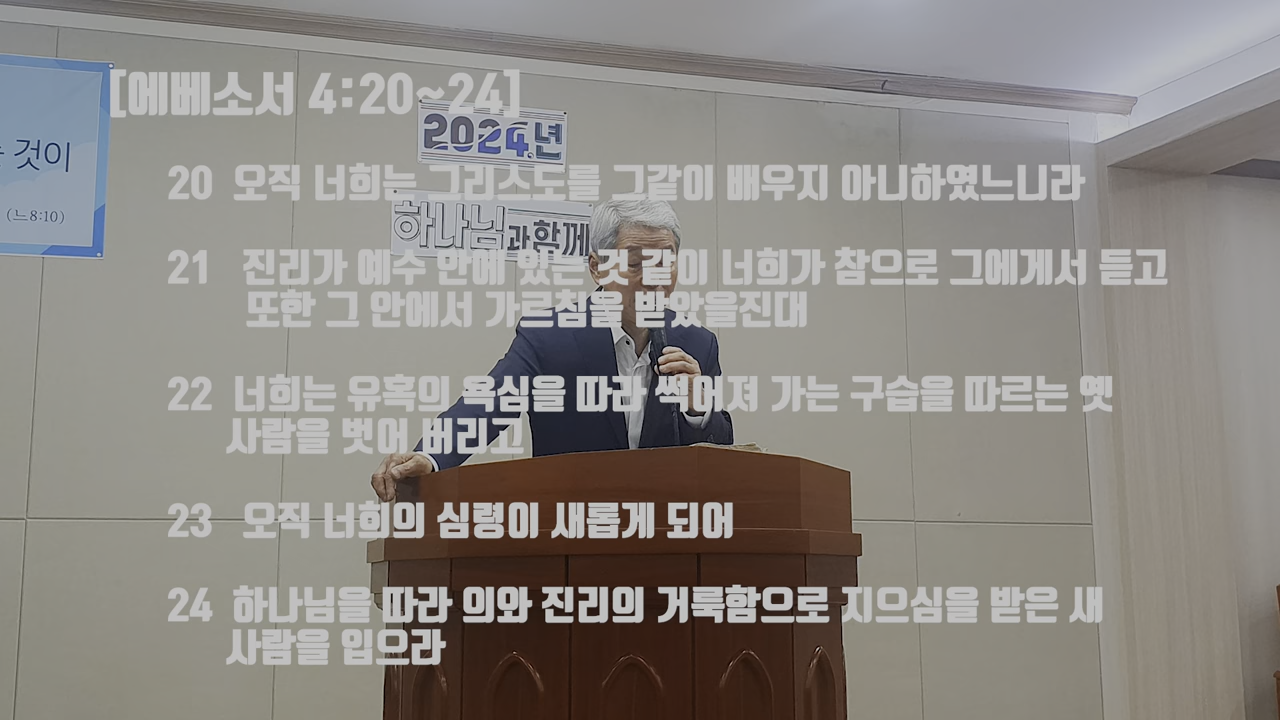 [에베소서 4:20~24]
2024.년
것이
(느8:10)
하나님과 함께
20 오직 너희는 그리스도를 그같이 배우지 아니하였느니라
21 진리가 예수 안에 있는 것 같이 너희가 참으로 그에게서 듣고
또한 그 안에서 가르침을 받았을진대
22 너희는 유혹의 욕심을 따라 썩어져 가는 구습을 따르는 옛
사람을 벗어 버리고
23 오직 너희의 심령이 새롭게 되어
24 하나님을 따라 의와 진리의 거룩함으로 지으심을 받은 새
사람을 입으라